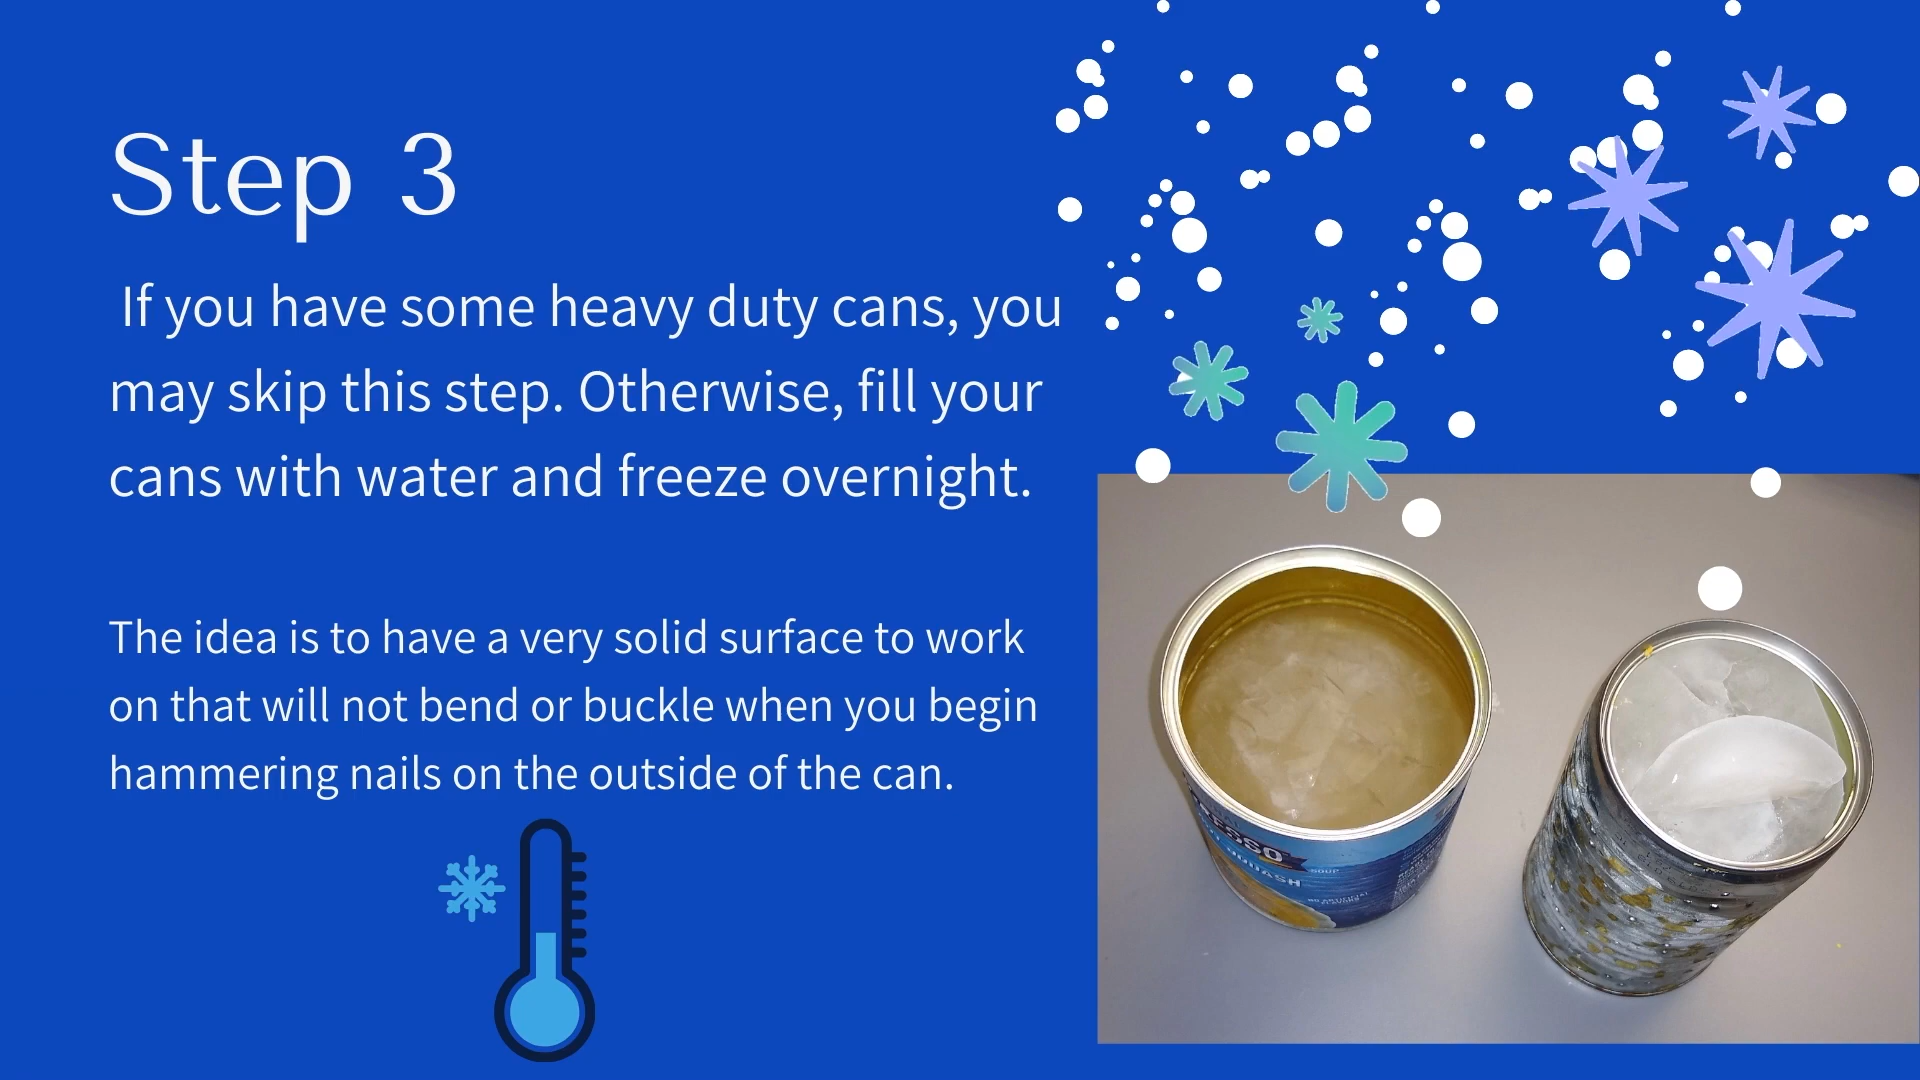 Step 3
If you have some heavy duty cans, you
may skip this step. Otherwise, fill your
cans with water and freeze overnight.
The idea is to have a very solid surface to work
on that will not bend or buckle when you begin
hammering nails on the outside of the can.
SOUP